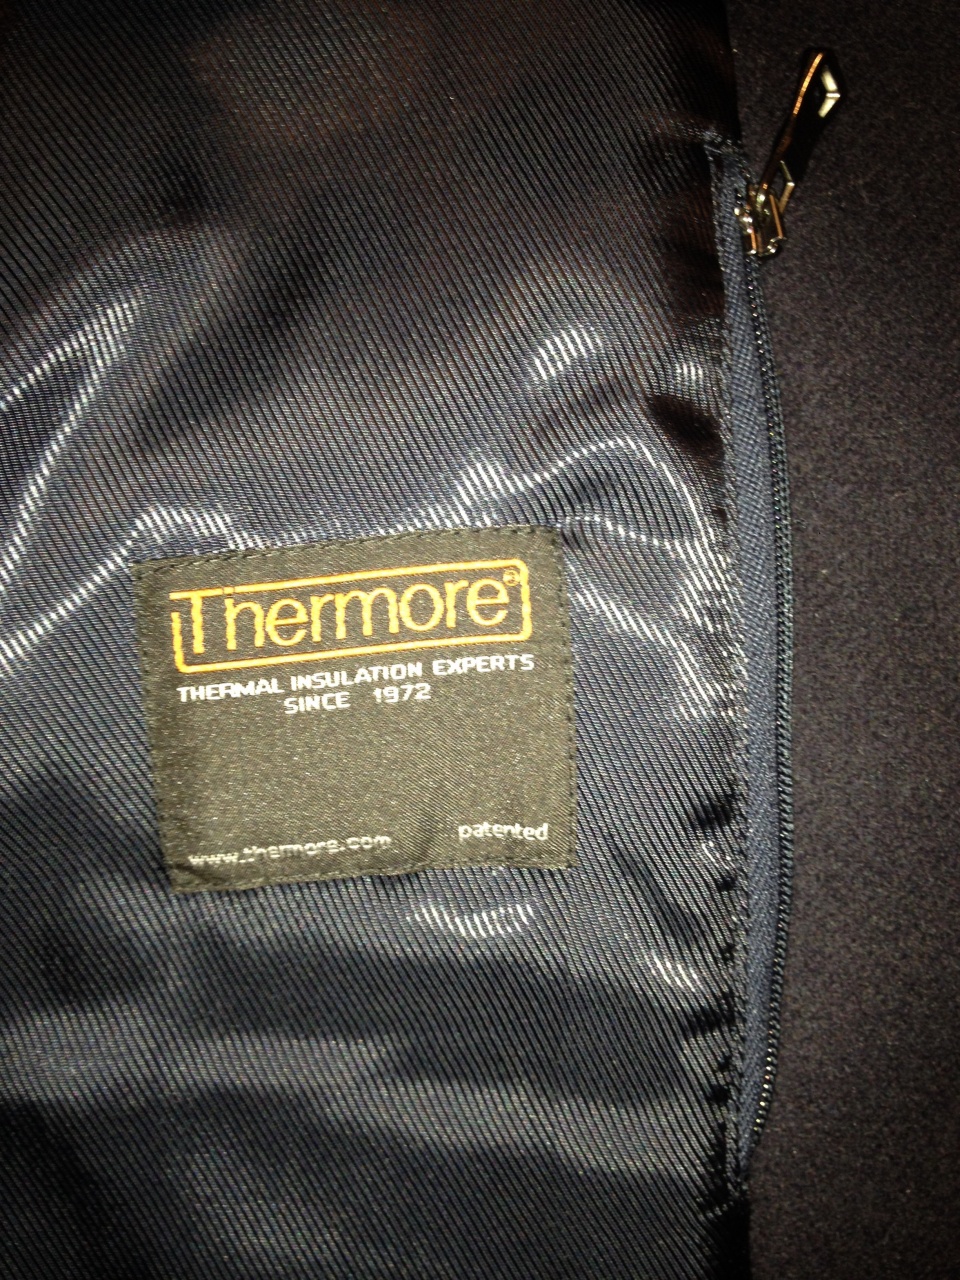 Thermore®
THERMAL INSULATION EXPERTS
SINCE 1972
www.thermore.com
patented